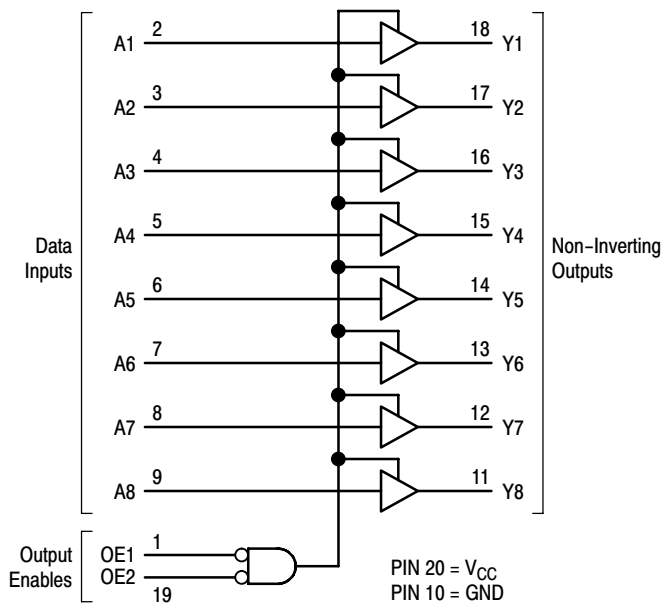 A1 2 18 Y1
A2 3 17 Y2
A3 4 16 Y3
A4 5 15 Y4
Data
Inputs
Non-Inverting
Outputs
A5 6 14 Y5
A6 7 13 Y6
A7 8 12 Y7
A8 9 11 Y8
Output
Enables
OE1 1
OE2 19
PIN 20 = VCC
PIN 10 = GND